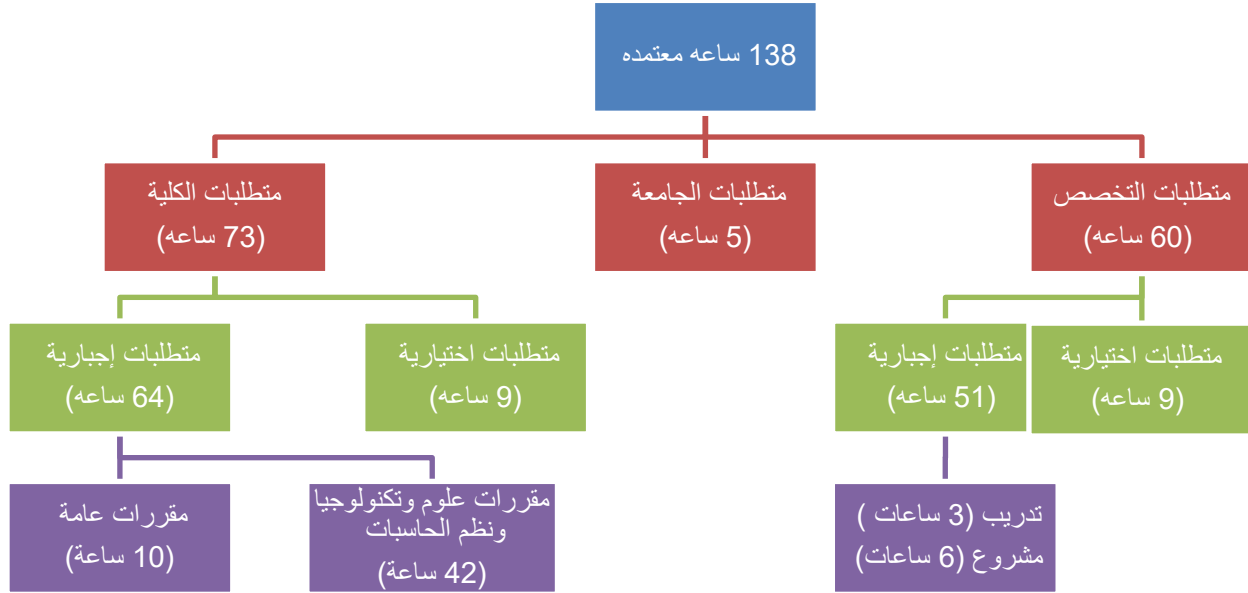 138 ساعه معتمده
متطلبات التخصص
(60 ساعه)
متطلبات الجامعة
(5 ساعه)
متطلبات الكلية
(73 ساعه)
متطلبات اختيارية
(9 ساعه)
متطلبات إجبارية
(51 ساعه)
متطلبات اختيارية
(9 ساعه)
متطلبات إجبارية
(64 ساعه)
تدريب (3 ساعات )
مشروع (6 ساعات)
مقررات علوم وتكنولوجيا
ونظم الحاسبات
(42 ساعة)
مقررات عامة
(10 ساعة)